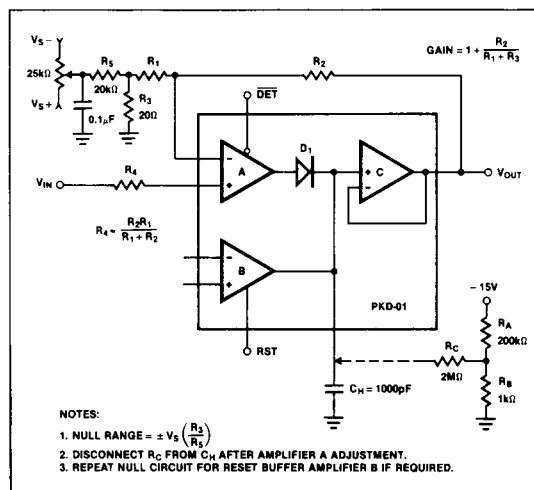 VS−
25kΩ
VS+
R5
20kΩ
R1
R3
20Ω
0.1μF
R2
GAIN = 1 + R2 / (R1 + R3)
DET
A
−
+
D1
C
+
−
VOUT
VIN
R4
R4 ≈ R2R1 / (R1 + R2)
B
−
+
PKD-01
RST
−15V
RA
200kΩ
RC
2MΩ
RB
1kΩ
CH = 1000pF
NOTES:
1. NULL RANGE = ± VS (R3 / R5)
2. DISCONNECT RC FROM CH AFTER AMPLIFIER A ADJUSTMENT.
3. REPEAT NULL CIRCUIT FOR RESET BUFFER AMPLIFIER B IF REQUIRED.